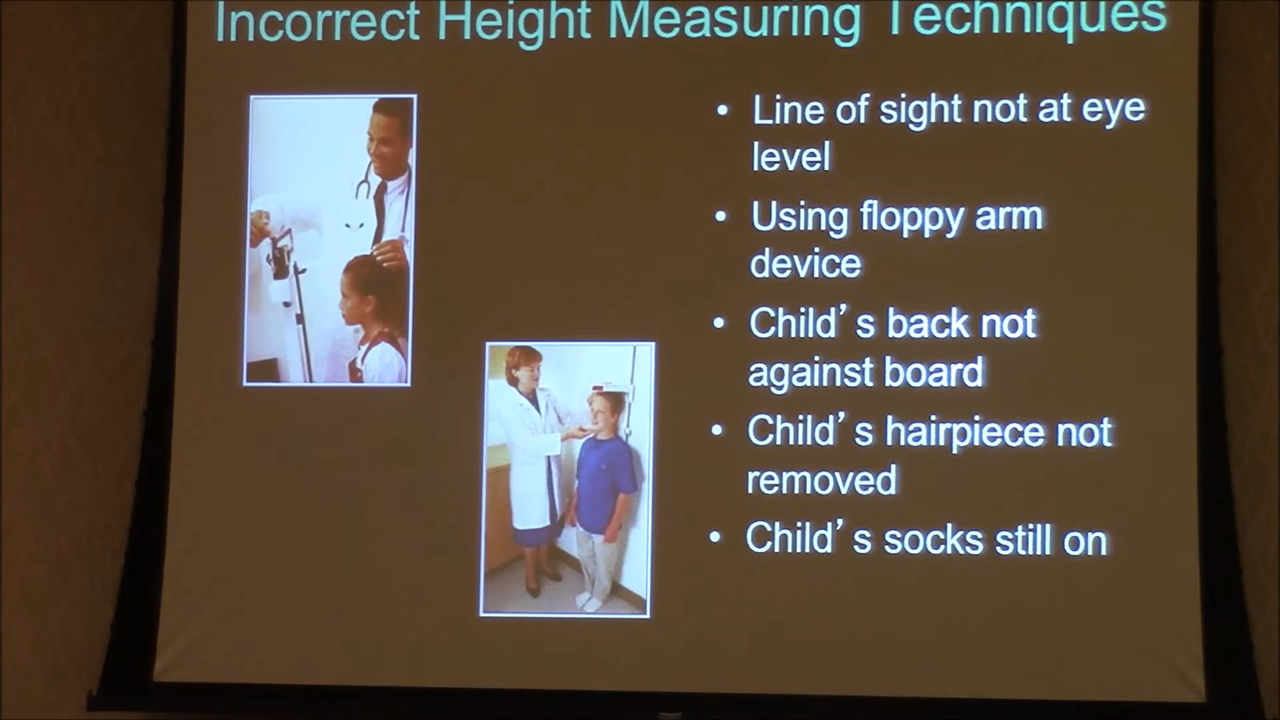 Incorrect Height Measuring Techniques
• Line of sight not at eye
level
• Using floppy arm
device
• Child’s back not
against board
• Child’s hairpiece not
removed
• Child’s socks still on